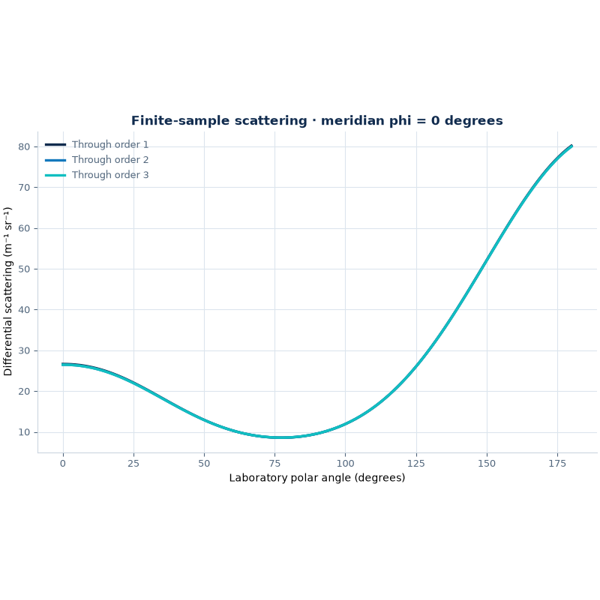 Finite-sample scattering · meridian phi = 0 degrees
Through order 1
Through order 2
Through order 3
80
70
60
50
40
30
20
10
Differential scattering (m⁻¹ sr⁻¹)
0 25 50 75 100 125 150 175
Laboratory polar angle (degrees)